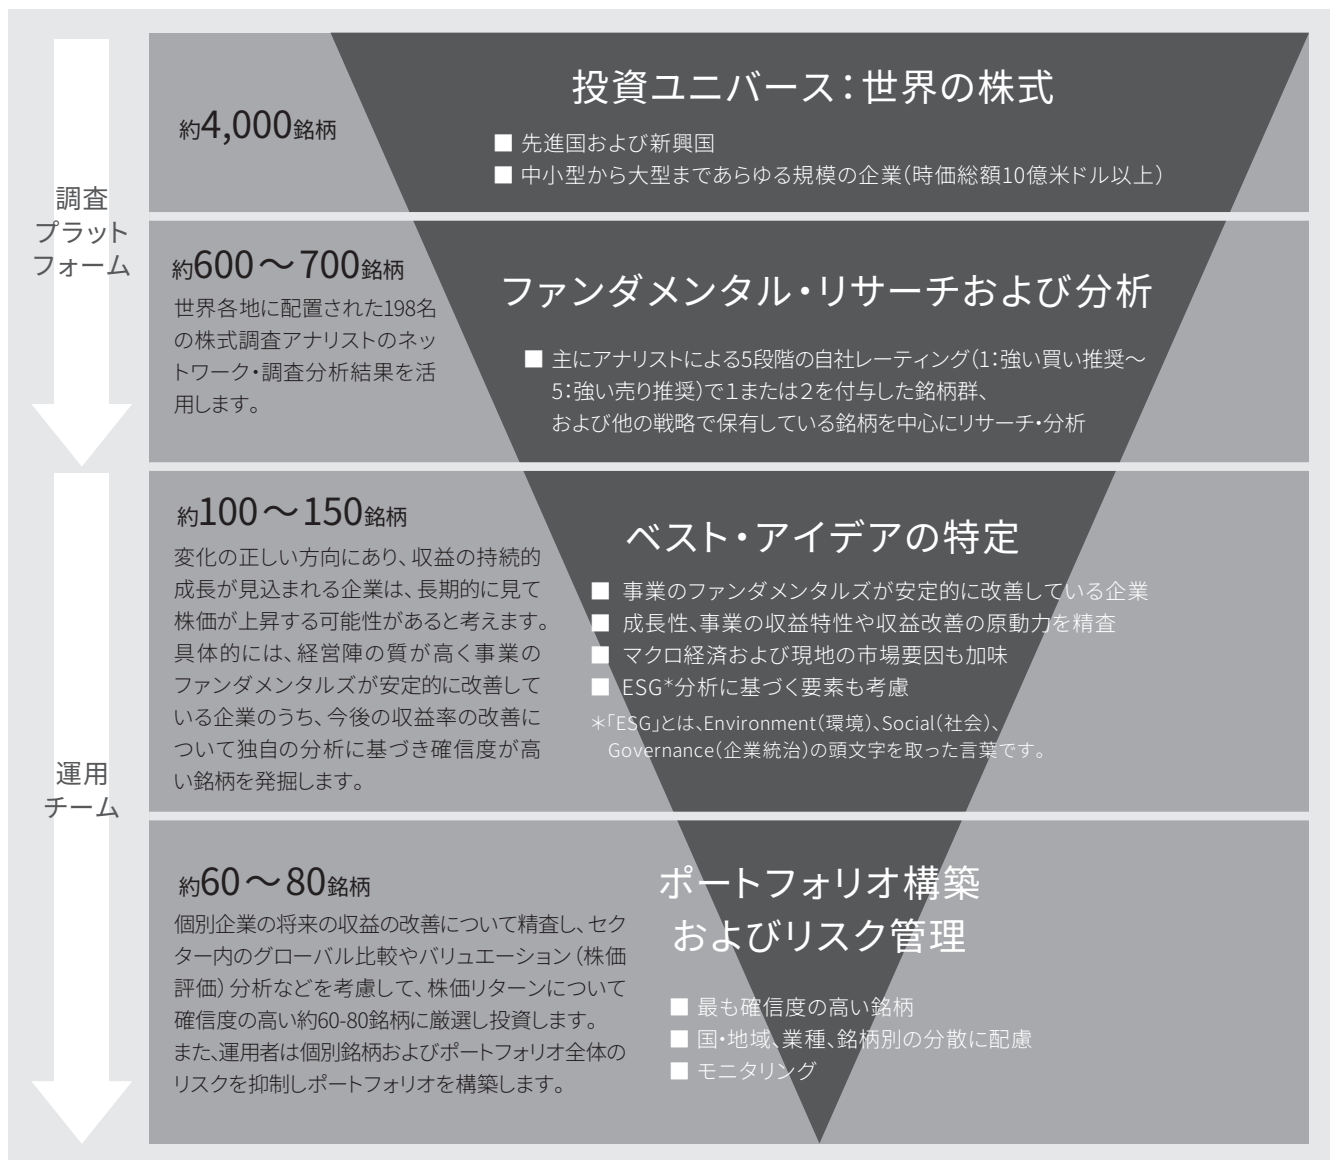 調査
プラット
フォーム
約4,000銘柄
投資ユニバース：世界の株式
■ 先進国および新興国
■ 中小型から大型まであらゆる規模の企業（時価総額10億米ドル以上）
約600～700銘柄
世界各地に配置された198名
の株式調査アナリストのネッ
トワーク・調査分析結果を活
用します。
ファンダメンタル・リサーチおよび分析
■ 主にアナリストによる5段階の自社レーティング（1：強い買い推奨～
5：強い売り推奨）で１または２を付与した銘柄群、
および他の戦略で保有している銘柄を中心にリサーチ・分析
運用
チーム
約100～150銘柄
変化の正しい方向にあり、収益の持続的
成長が見込まれる企業は、長期的に見て
株価が上昇する可能性があると考えます。
具体的には、経営陣の質が高く事業の
ファンダメンタルズが安定的に改善して
いる企業のうち、今後の収益率の改善に
ついて独自の分析に基づき確信度が高
い銘柄を発掘します。
ベスト・アイデアの特定
■ 事業のファンダメンタルズが安定的に改善している企業
■ 成長性、事業の収益特性や収益改善の原動力を精査
■ マクロ経済および現地の市場要因も加味
■ ESG＊分析に基づく要素も考慮
＊「ESG」とは、Environment（環境）、Social（社会）、
Governance（企業統治）の頭文字を取った言葉です。
約60～80銘柄
個別企業の将来の収益の改善について精査し、セク
ター内のグローバル比較やバリュエーション（株価
評価）分析などを考慮して、株価リターンについて
確信度の高い約60-80銘柄に厳選し投資します。
また、運用者は個別銘柄およびポートフォリオ全体の
リスクを抑制しポートフォリオを構築します。
ポートフォリオ構築
およびリスク管理
■ 最も確信度の高い銘柄
■ 国・地域、業種、銘柄別の分散に配慮
■ モニタリング